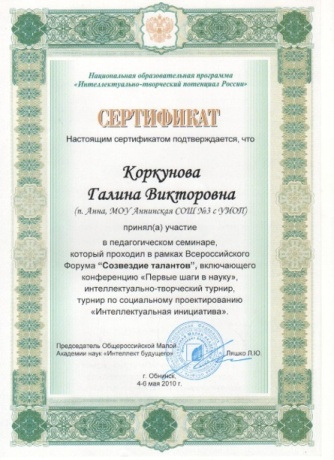 Национальная образовательная программа
«Интеллектуально-творческий потенциал России»
СЕРТИФИКАТ
Настоящим сертификатом подтверждается, что
Коркунова
Галина Викторовна
(п. Анна, МОУ Аннинская СОШ №3 с УИОП)
принял(а) участие
в педагогическом семинаре,
который проходил в рамках Всероссийского
Форума "Созвездие талантов", включающего
конференцию «Первые шаги в науку»,
интеллектуально-творческий турнир,
турнир по социальному проектированию
«Интеллектуальная инициатива».
Председатель Общероссийской Малой
Академии наук «Интеллект будущего» Ляшко Л.Ю.
г. Обнинск,
4-6 мая 2010 г.